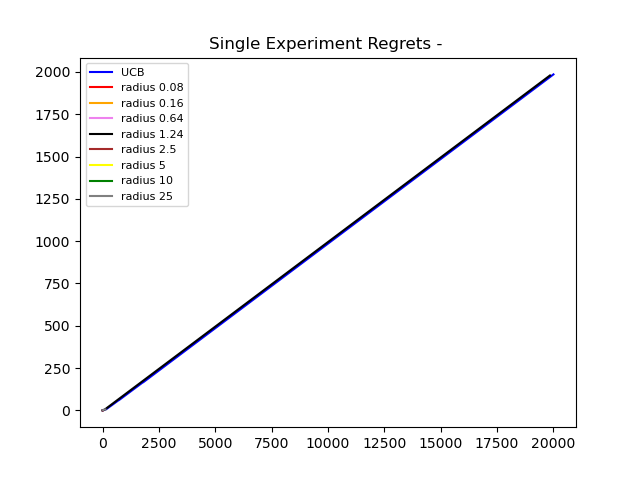 Single Experiment Regrets -
UCB
radius 0.08
radius 0.16
radius 0.64
radius 1.24
radius 2.5
radius 5
radius 10
radius 25
2000
1750
1500
1250
1000
750
500
250
0
0 2500 5000 7500 10000 12500 15000 17500 20000